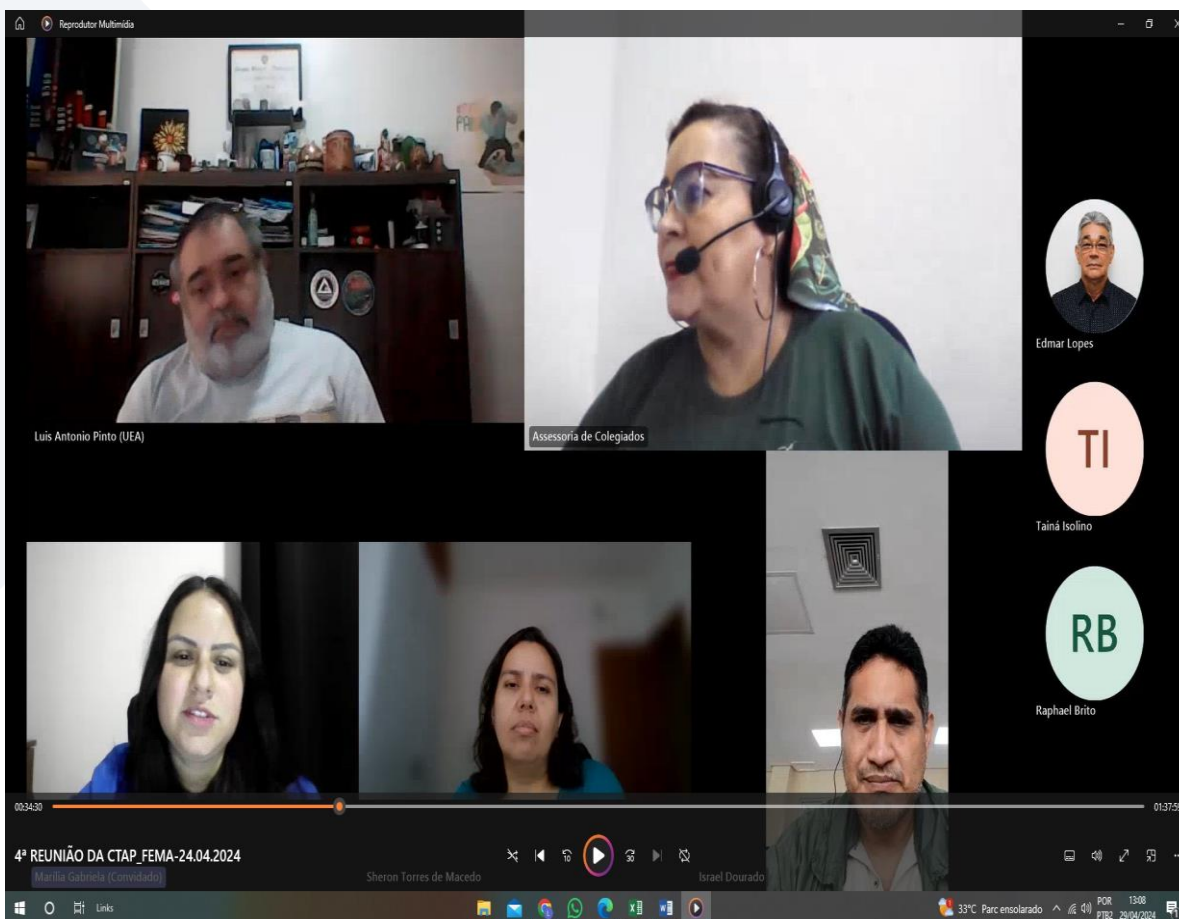 Reprodutor Multimídia
Luis Antonio Pinto (UEA)
Assessoria de Colegiados
Edmar Lopes
TI
Tainá Isolino
RB
Raphael Brito
00:34:30
01:37:59
4ª REUNIÃO DA CTAP_FEMA-24.04.2024
10
30
Marília Gabriela (Convidado)
Sheron Torres de Macedo
Israel Dourado
Links
33°C Parc ensolarado
POR
PTB2
13:08
29/04/2024